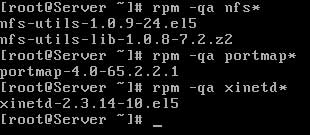 [root@Server ~]# rpm -qa nfs*
nfs-utils-1.0.9-24.el5
nfs-utils-lib-1.0.8-7.2.z2
[root@Server ~]# rpm -qa portmap*
portmap-4.0-65.2.2.1
[root@Server ~]# rpm -qa xinetd*
xinetd-2.3.14-10.el5
[root@Server ~]# _